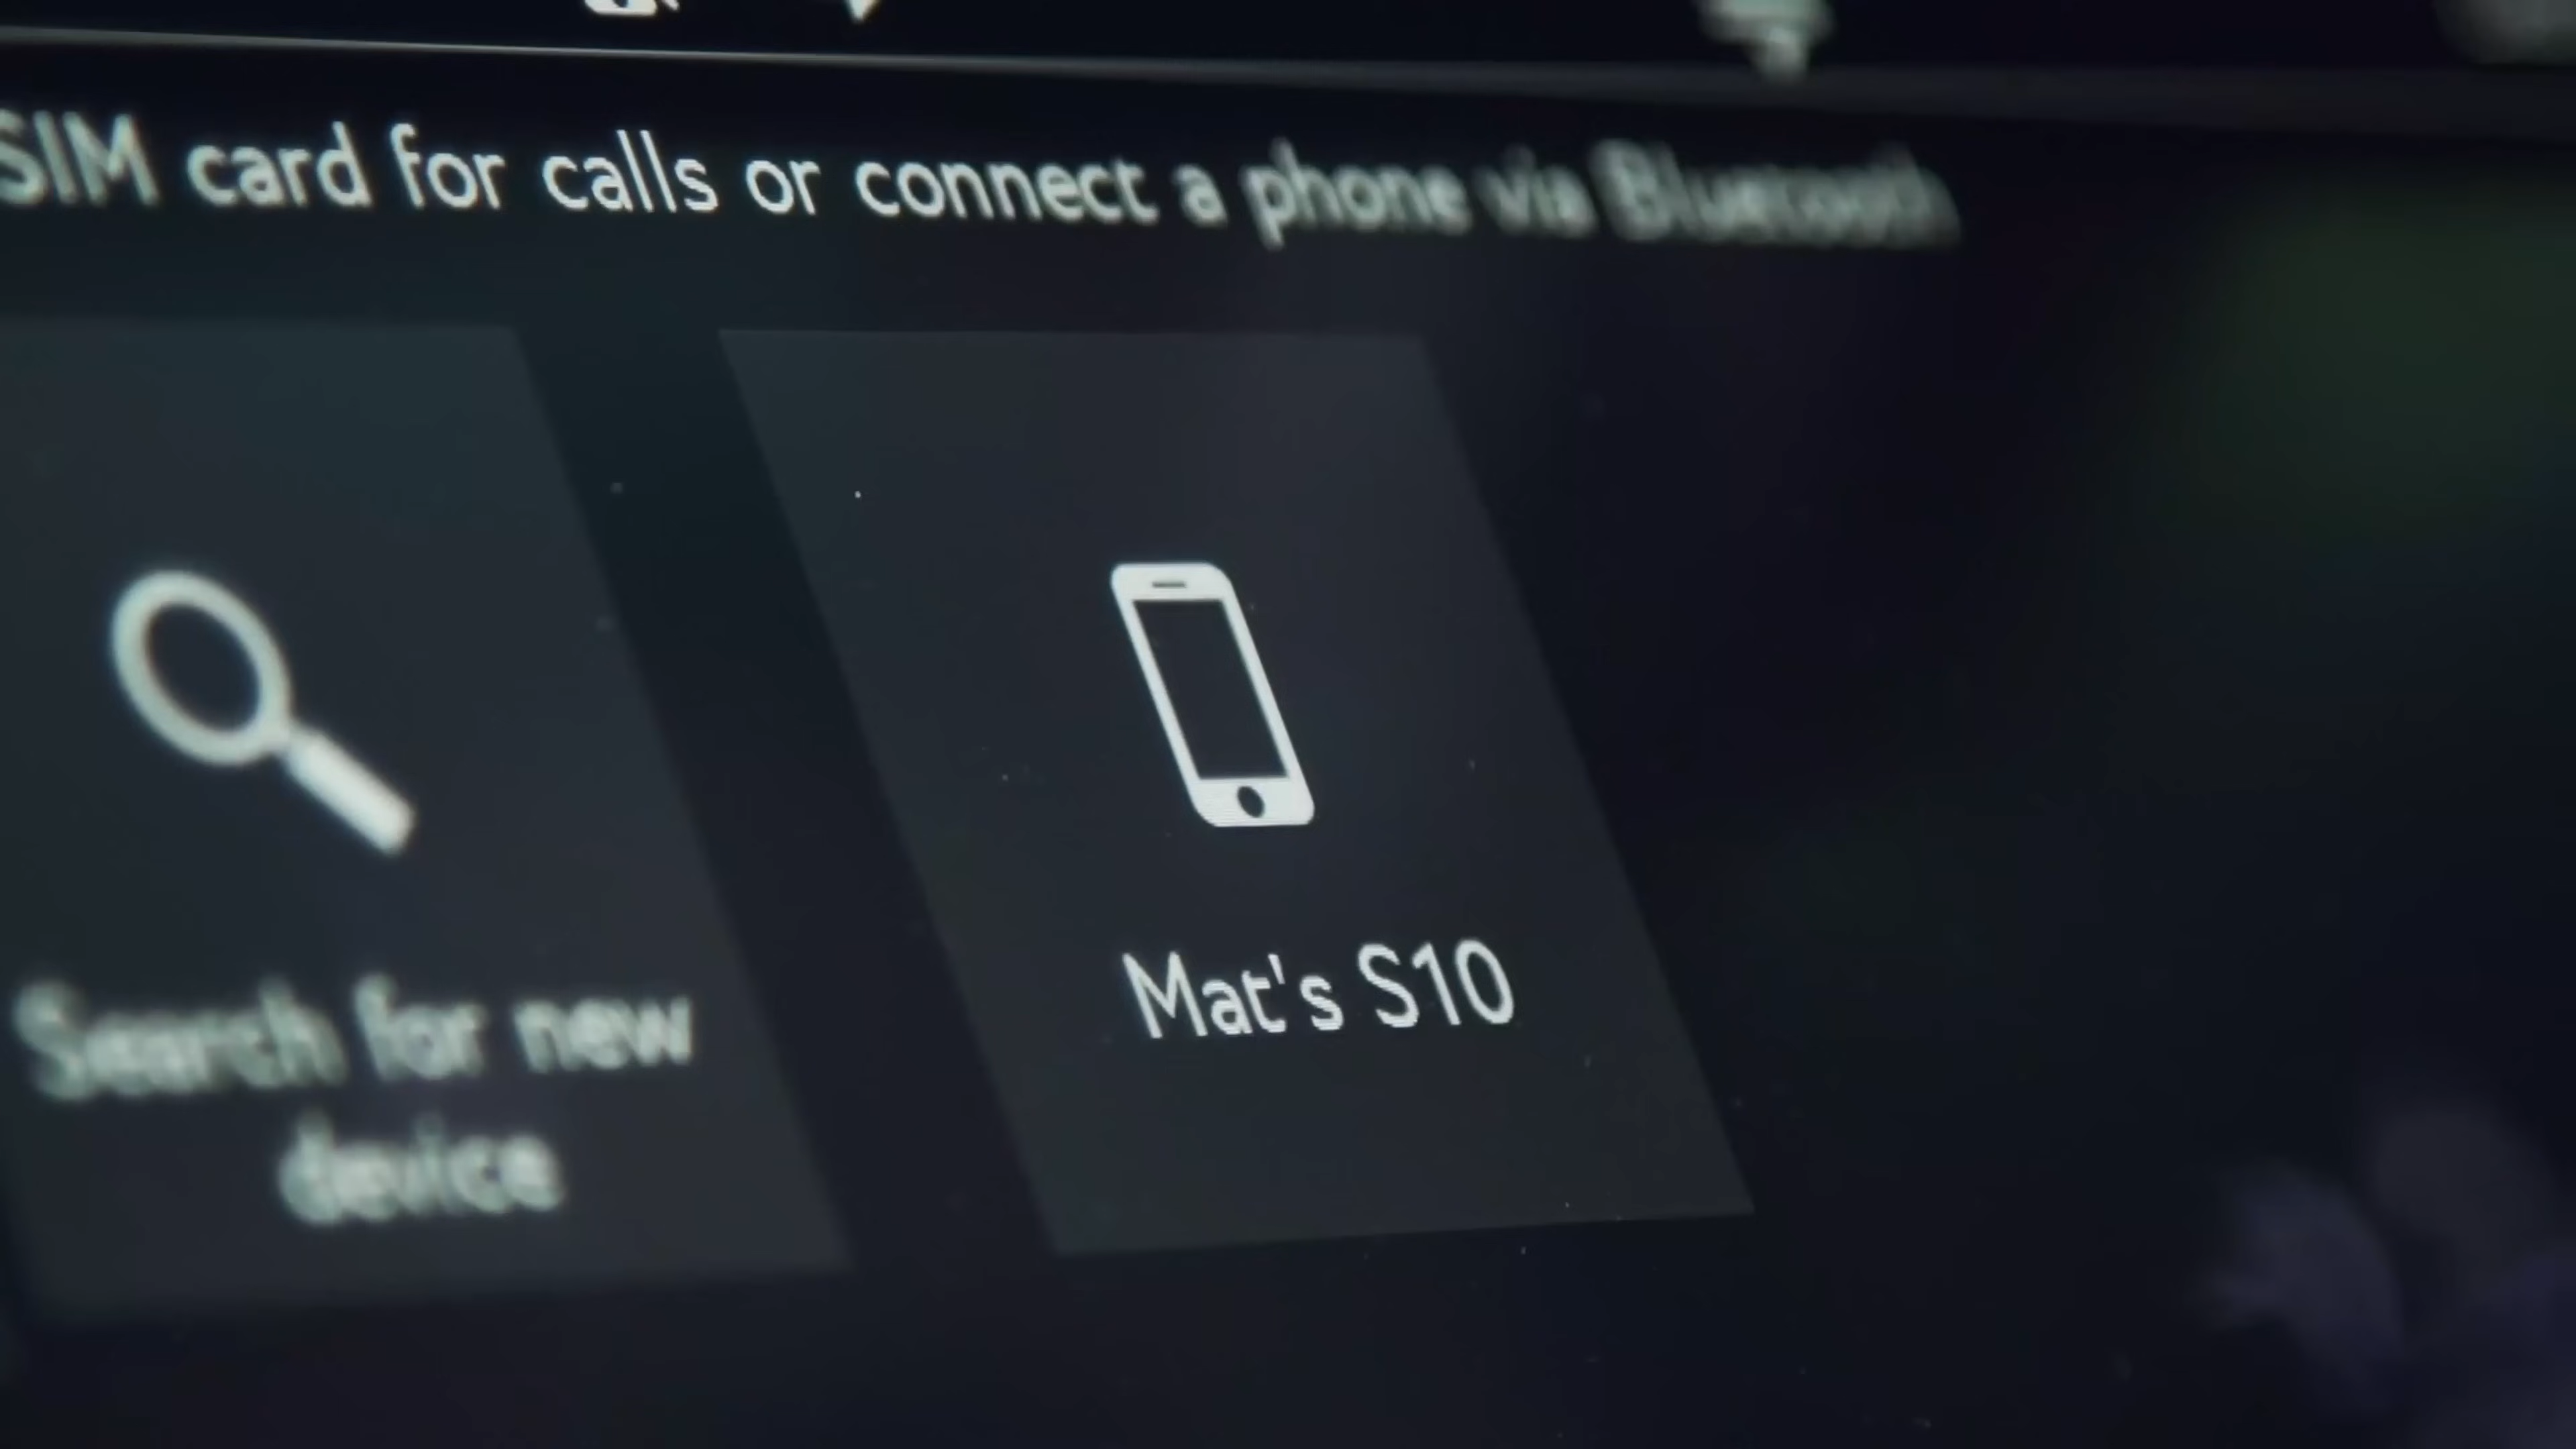 SIM card for calls or connect a phone via Bluetooth
Search for new
device
Mat's S10